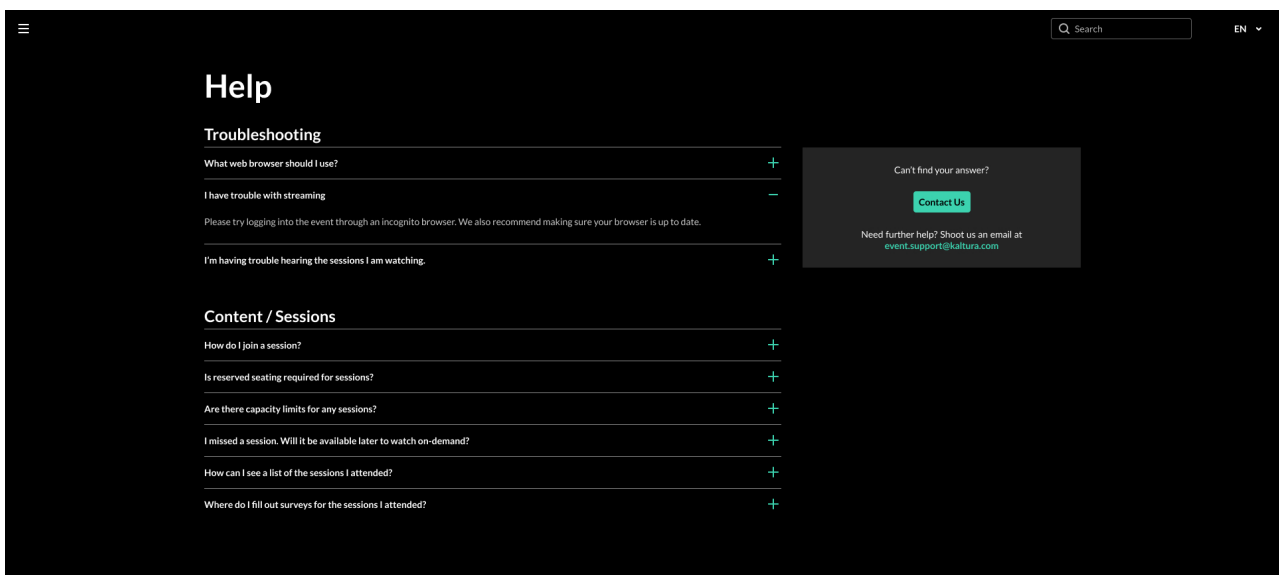 Search
EN
Help
Troubleshooting
What web browser should I use?
I have trouble with streaming
Please try logging into the event through an incognito browser. We also recommend making sure your browser is up to date.
I'm having trouble hearing the sessions I am watching.
Can't find your answer?
Contact Us
Need further help? Shoot us an email at
event.support@kaltura.com
Content / Sessions
How do I join a session?
Is reserved seating required for sessions?
Are there capacity limits for any sessions?
I missed a session. Will it be available later to watch on-demand?
How can I see a list of the sessions I attended?
Where do I fill out surveys for the sessions I attended?